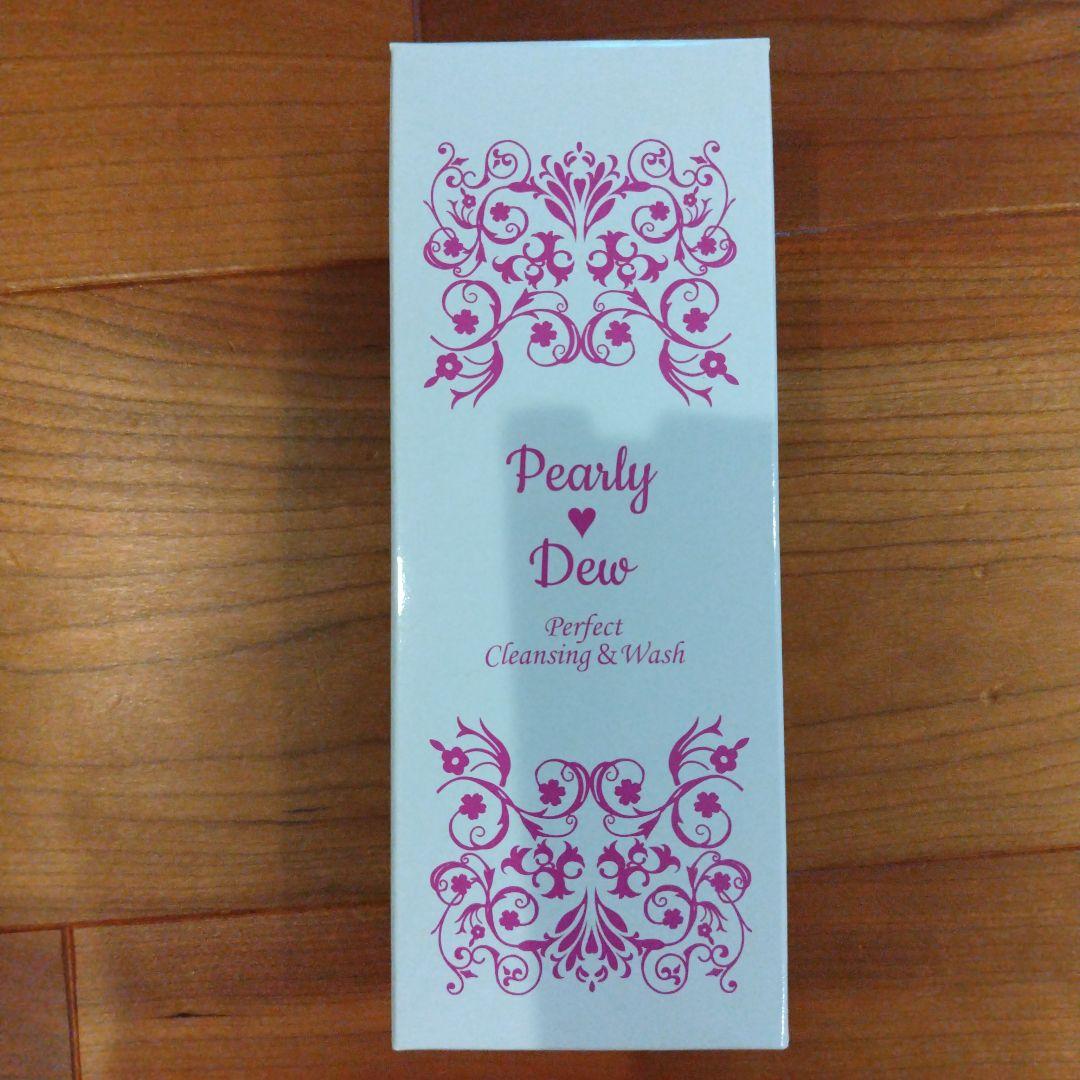 Pearly
♥
Dew
Perfect
Cleansing & Wash